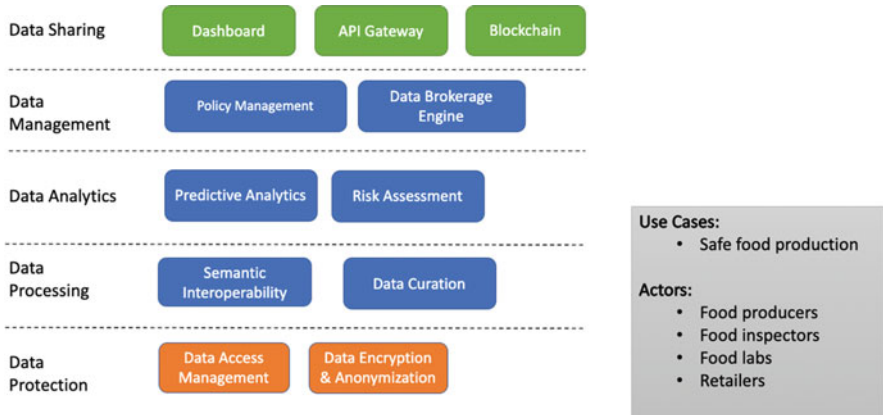 Data Sharing
Dashboard
API Gateway
Blockchain
Data
Management
Policy Management
Data Brokerage
Engine
Data Analytics
Predictive Analytics
Risk Assessment
Data
Processing
Semantic
Interoperability
Data Curation
Data
Protection
Data Access
Management
Data Encryption
& Anonymization
Use Cases:
• Safe food production
Actors:
• Food producers
• Food inspectors
• Food labs
• Retailers